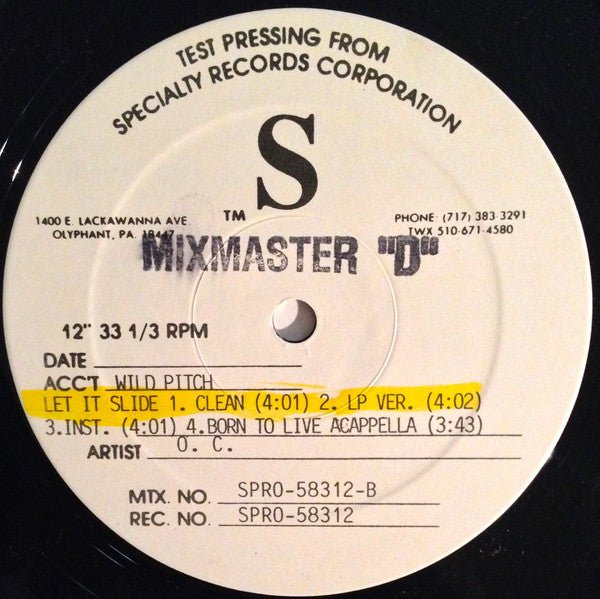 TEST PRESSING FROM
SPECIALTY RECORDS CORPORATION
S
TM
1400 E. LACKAWANNA AVE.
OLYPHANT, PA. 18447
PHONE: (717) 383 3291
TWX 510-671-4580
MIXMASTER "D"
12" 33 1/3 RPM
DATE
ACC'T WILD PITCH
LET IT SLIDE 1. CLEAN (4:01) 2. LP VER. (4:02)
3.INST. (4:01) 4.BORN TO LIVE ACAPPELLA (3:43)
ARTIST O. C.
MTX. NO. SPRO-58312-B
REC. NO. SPRO-58312